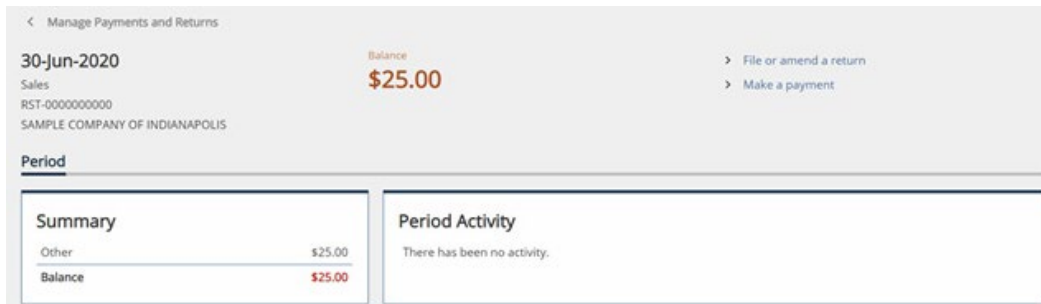 Manage Payments and Returns
30-Jun-2020
Sales
RST-0000000000
SAMPLE COMPANY OF INDIANAPOLIS
Balance
$25.00
File or amend a return
Make a payment
Period
Summary
Other $25.00
Balance $25.00
Period Activity
There has been no activity.